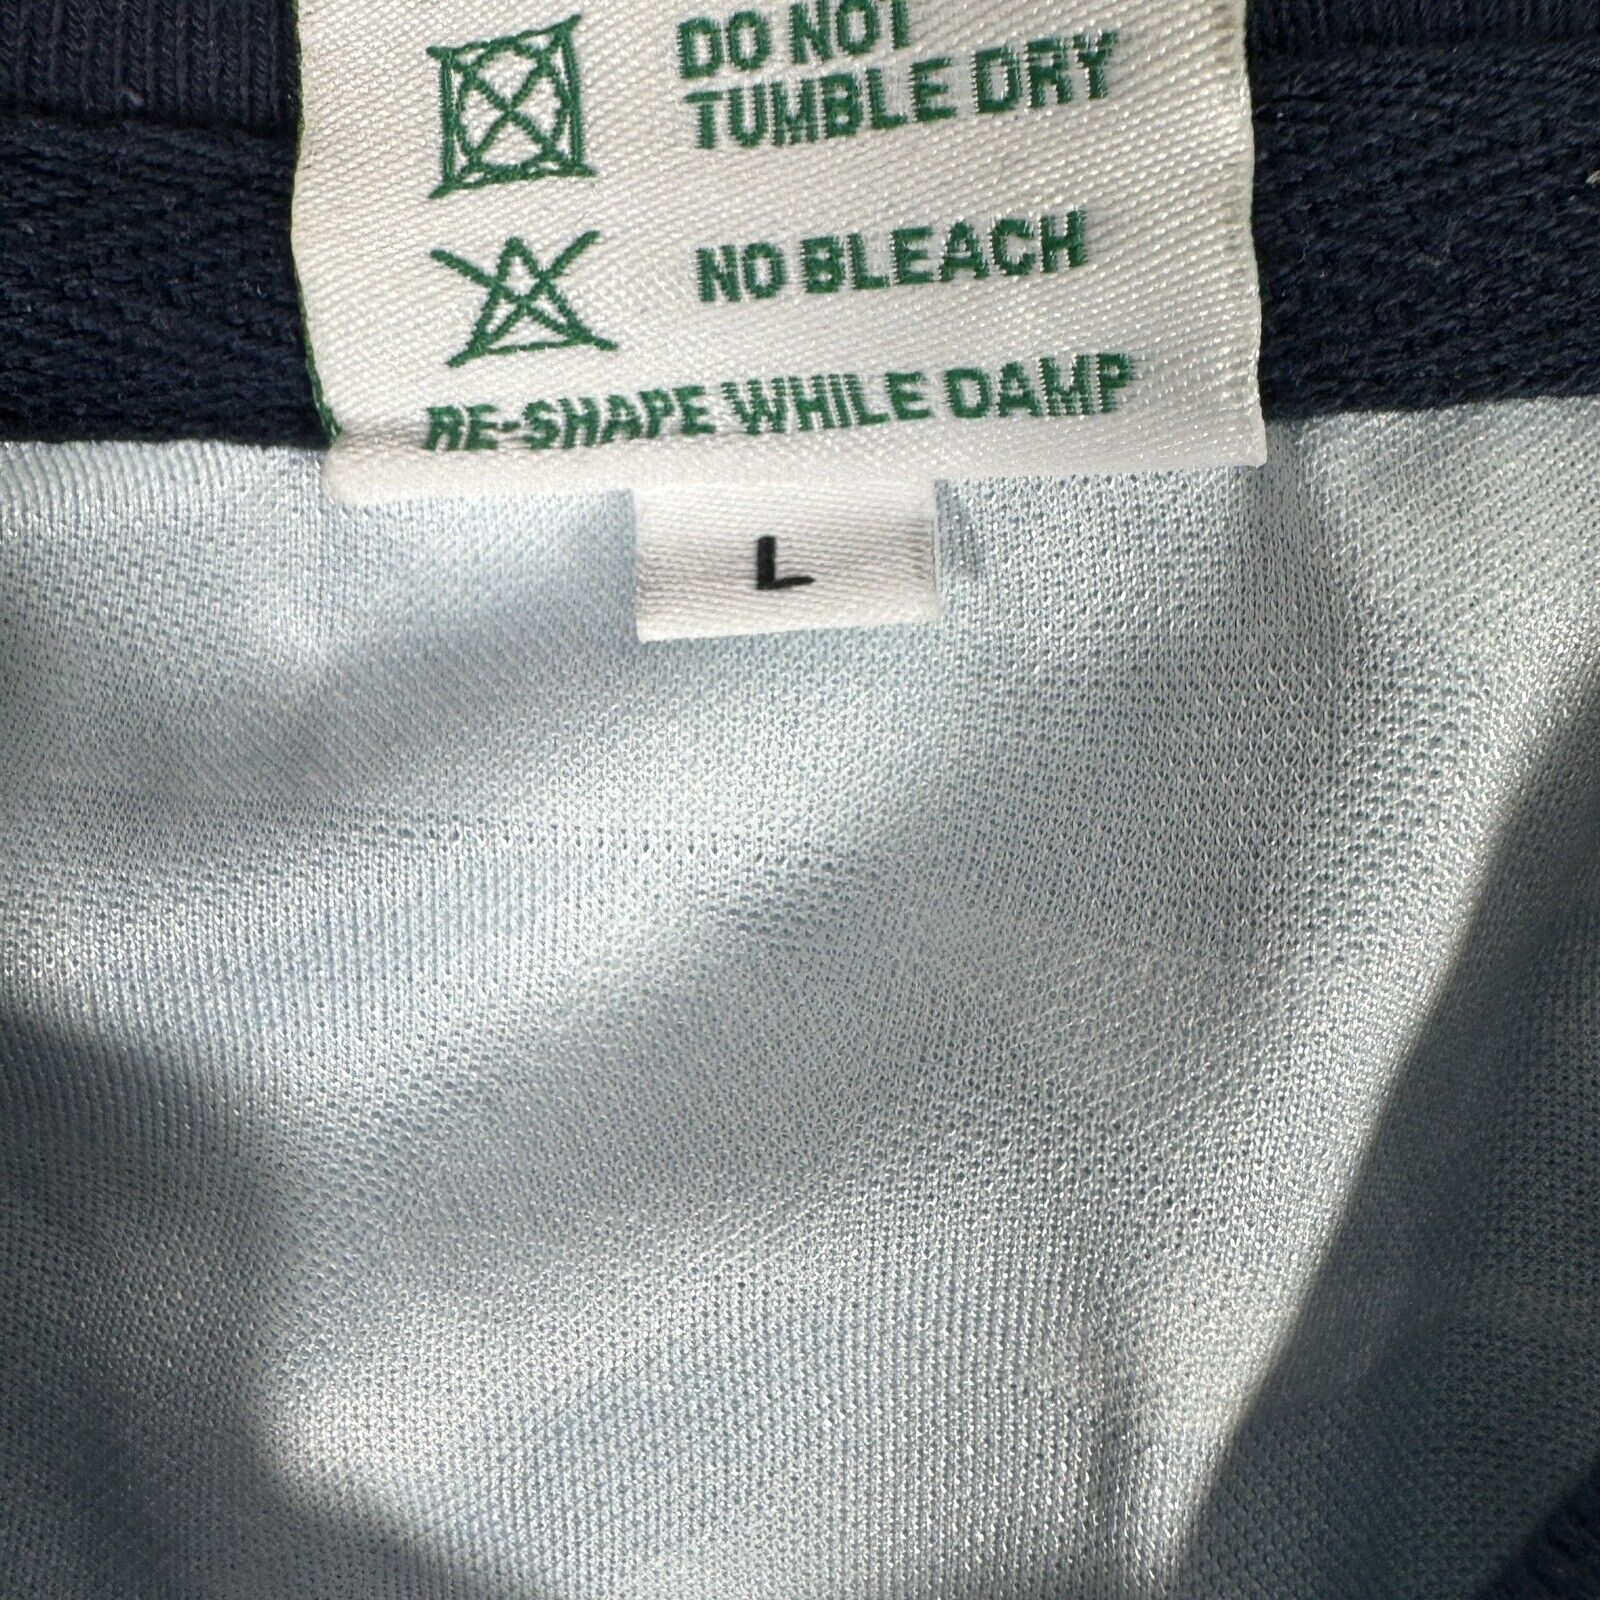 DO NOT
TUMBLE DRY
NO BLEACH
RE-SHAPE WHILE DAMP
L